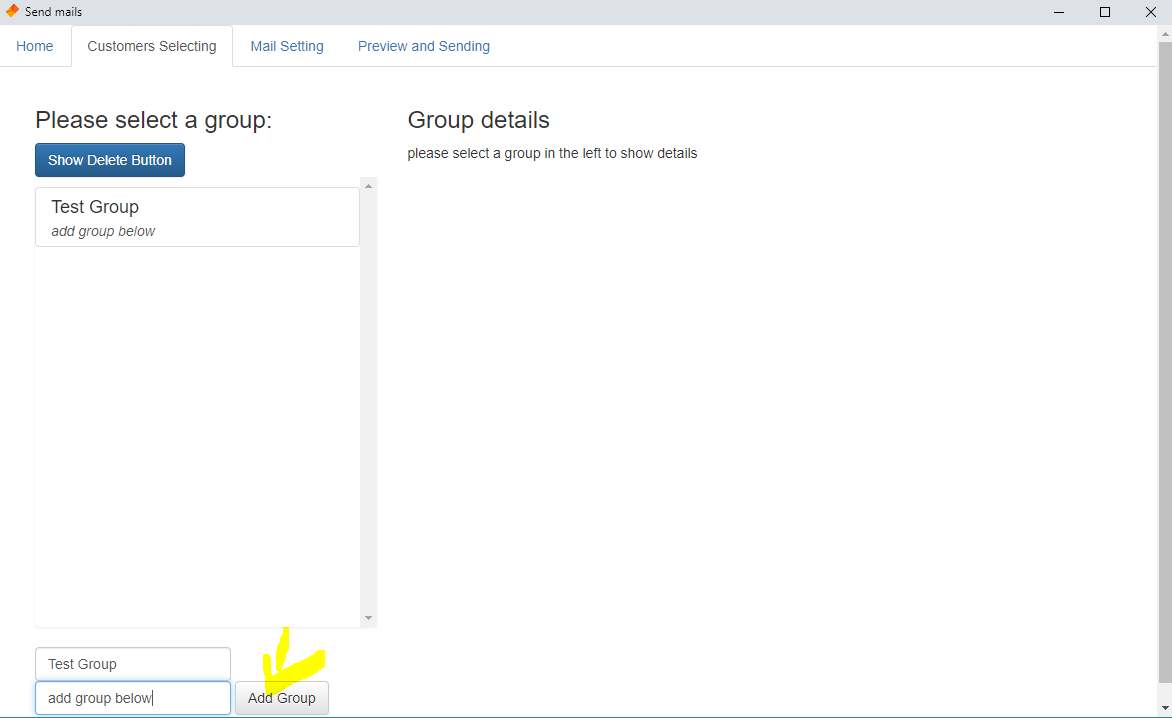 Send mails
Home Customers Selecting Mail Setting Preview and Sending
Please select a group:
Show Delete Button
Test Group
add group below
Group details
please select a group in the left to show details
Test Group
add group below
Add Group